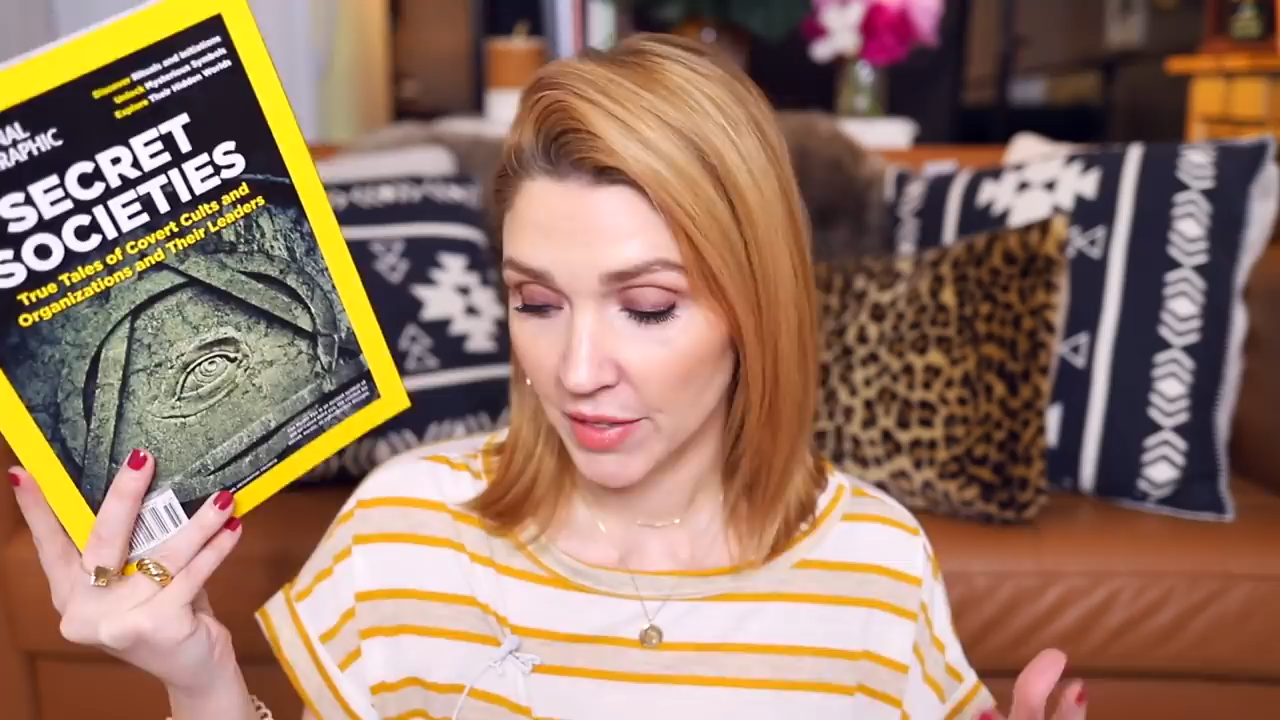 Discover Rituals and Initiations
Unlock Mysterious Symbols
Explore Their Hidden Worlds
NAL
RAPHIC
SECRET
SOCIETIES
True Tales of Covert Cults and
Organizations and Their Leaders